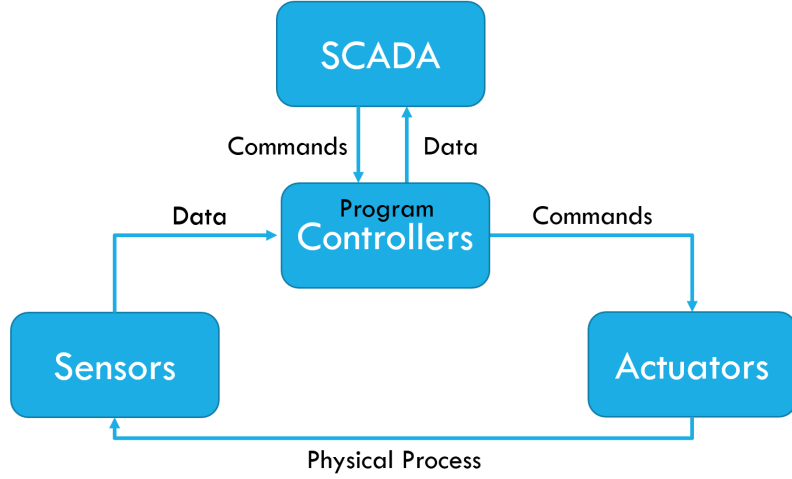 SCADA
Commands
Data
Data
Program
Controllers
Commands
Sensors
Actuators
Physical Process